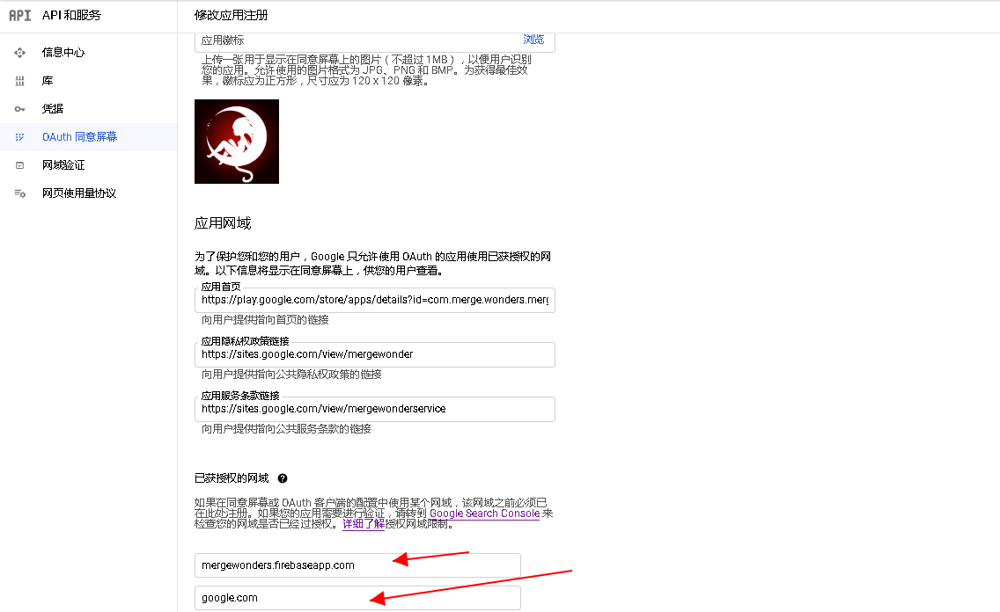 API API 和服务
修改应用注册
信息中心
库
凭据
OAuth 同意屏幕
网域验证
网页使用量协议
应用徽标
浏览
上传一张用于显示在同意屏幕上的图片（不超过 1MB），以便用户识别
您的应用。允许使用的图片格式为 JPG、PNG 和 BMP。为获得最佳效
果，徽标应为正方形，尺寸应为 120 x 120 像素。
应用网域
为了保护您和您的用户，Google 只允许使用 OAuth 的应用使用已获授权的网
域。以下信息将显示在同意屏幕上，供您的用户查看。
应用首页
https://play.google.com/store/apps/details?id=com.merge.wonders.merg
向用户提供指向首页的链接
应用隐私权政策链接
https://sites.google.com/view/mergewonder
向用户提供指向公共隐私权政策的链接
应用服务条款链接
https://sites.google.com/view/mergewonderservice
向用户提供指向公共服务条款的链接
已获授权的网域 ?
如果在同意屏幕或 OAuth 客户端的配置中使用某个网域，该网域之前必须已
在此处注册。如果您的应用需要进行验证，请转到 Google Search Console 来
检查您的网域是否已经过授权。详细了解授权网域限制。
mergewonders.firebaseapp.com
google.com